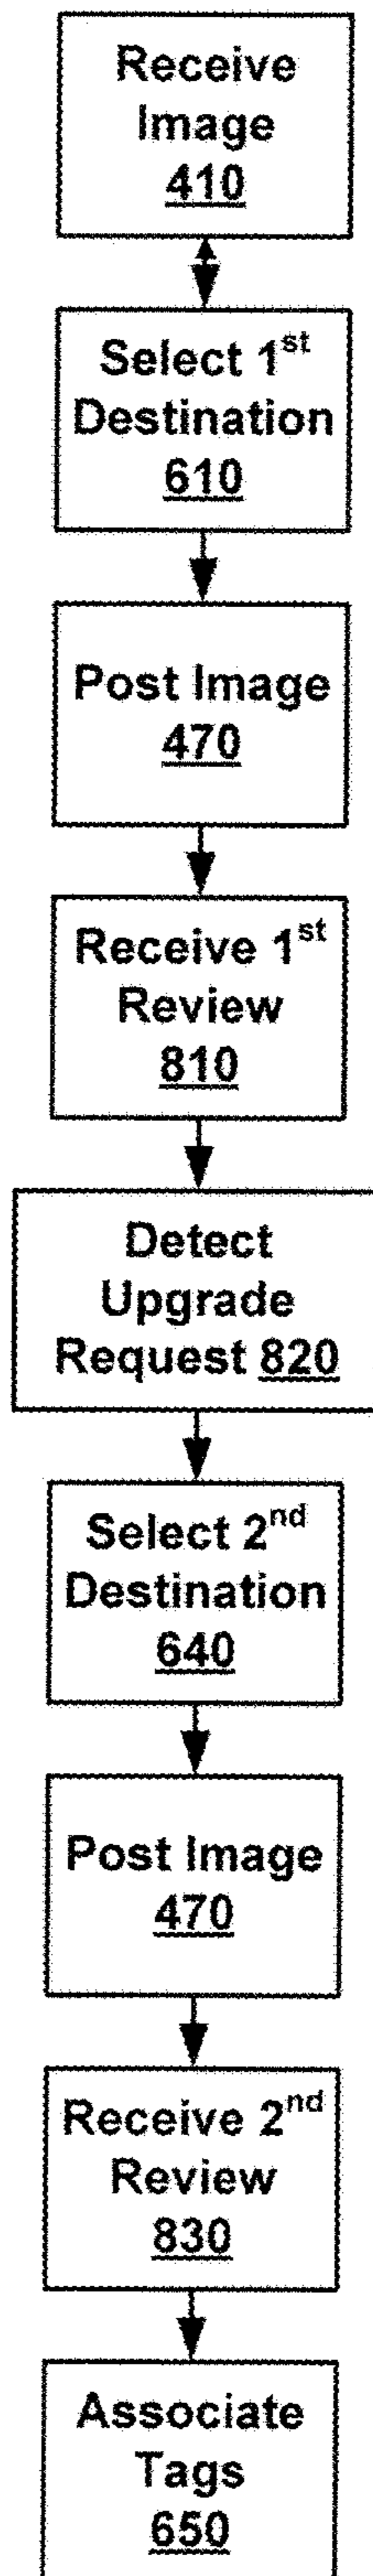 Receive
Image
410
Select 1st
Destination
610
Post Image
470
Receive 1st
Review
810
Detect
Upgrade
Request 820
Select 2nd
Destination
640
Post Image
470
Receive 2nd
Review
830
Associate
Tags
650